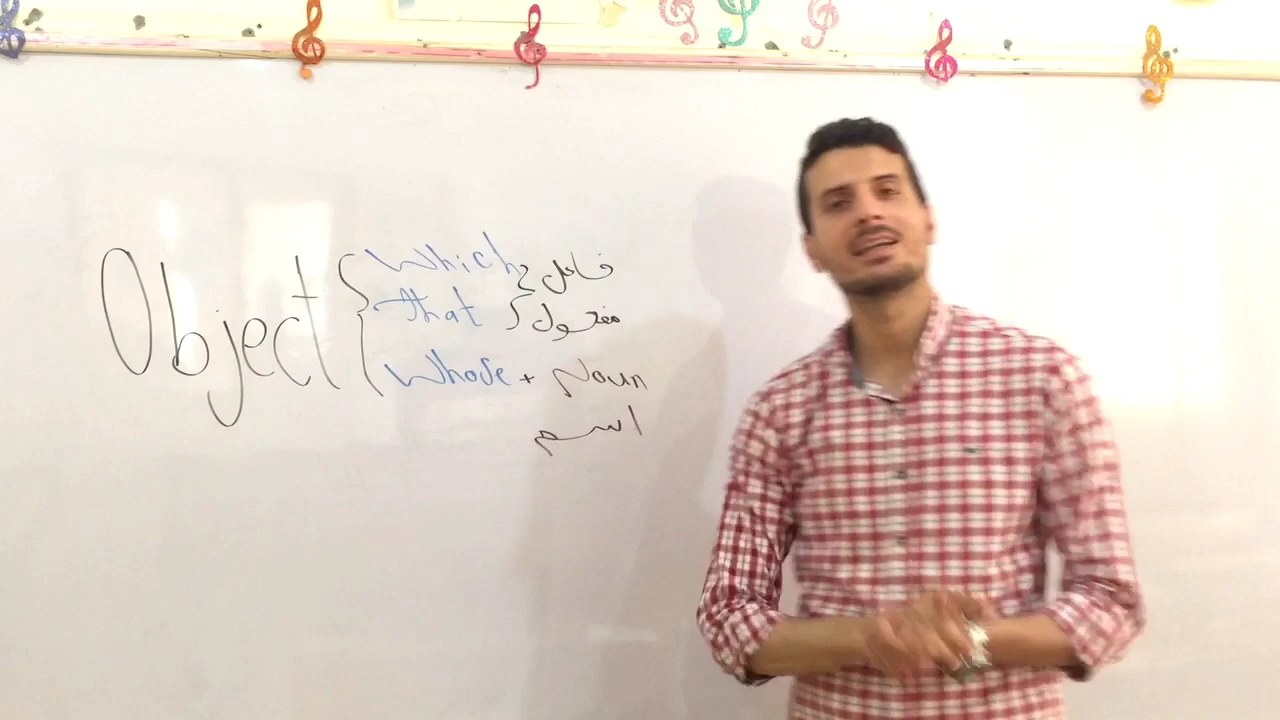 Object { Which } فاعل
that } مفعول
Whose + Noun
اسم